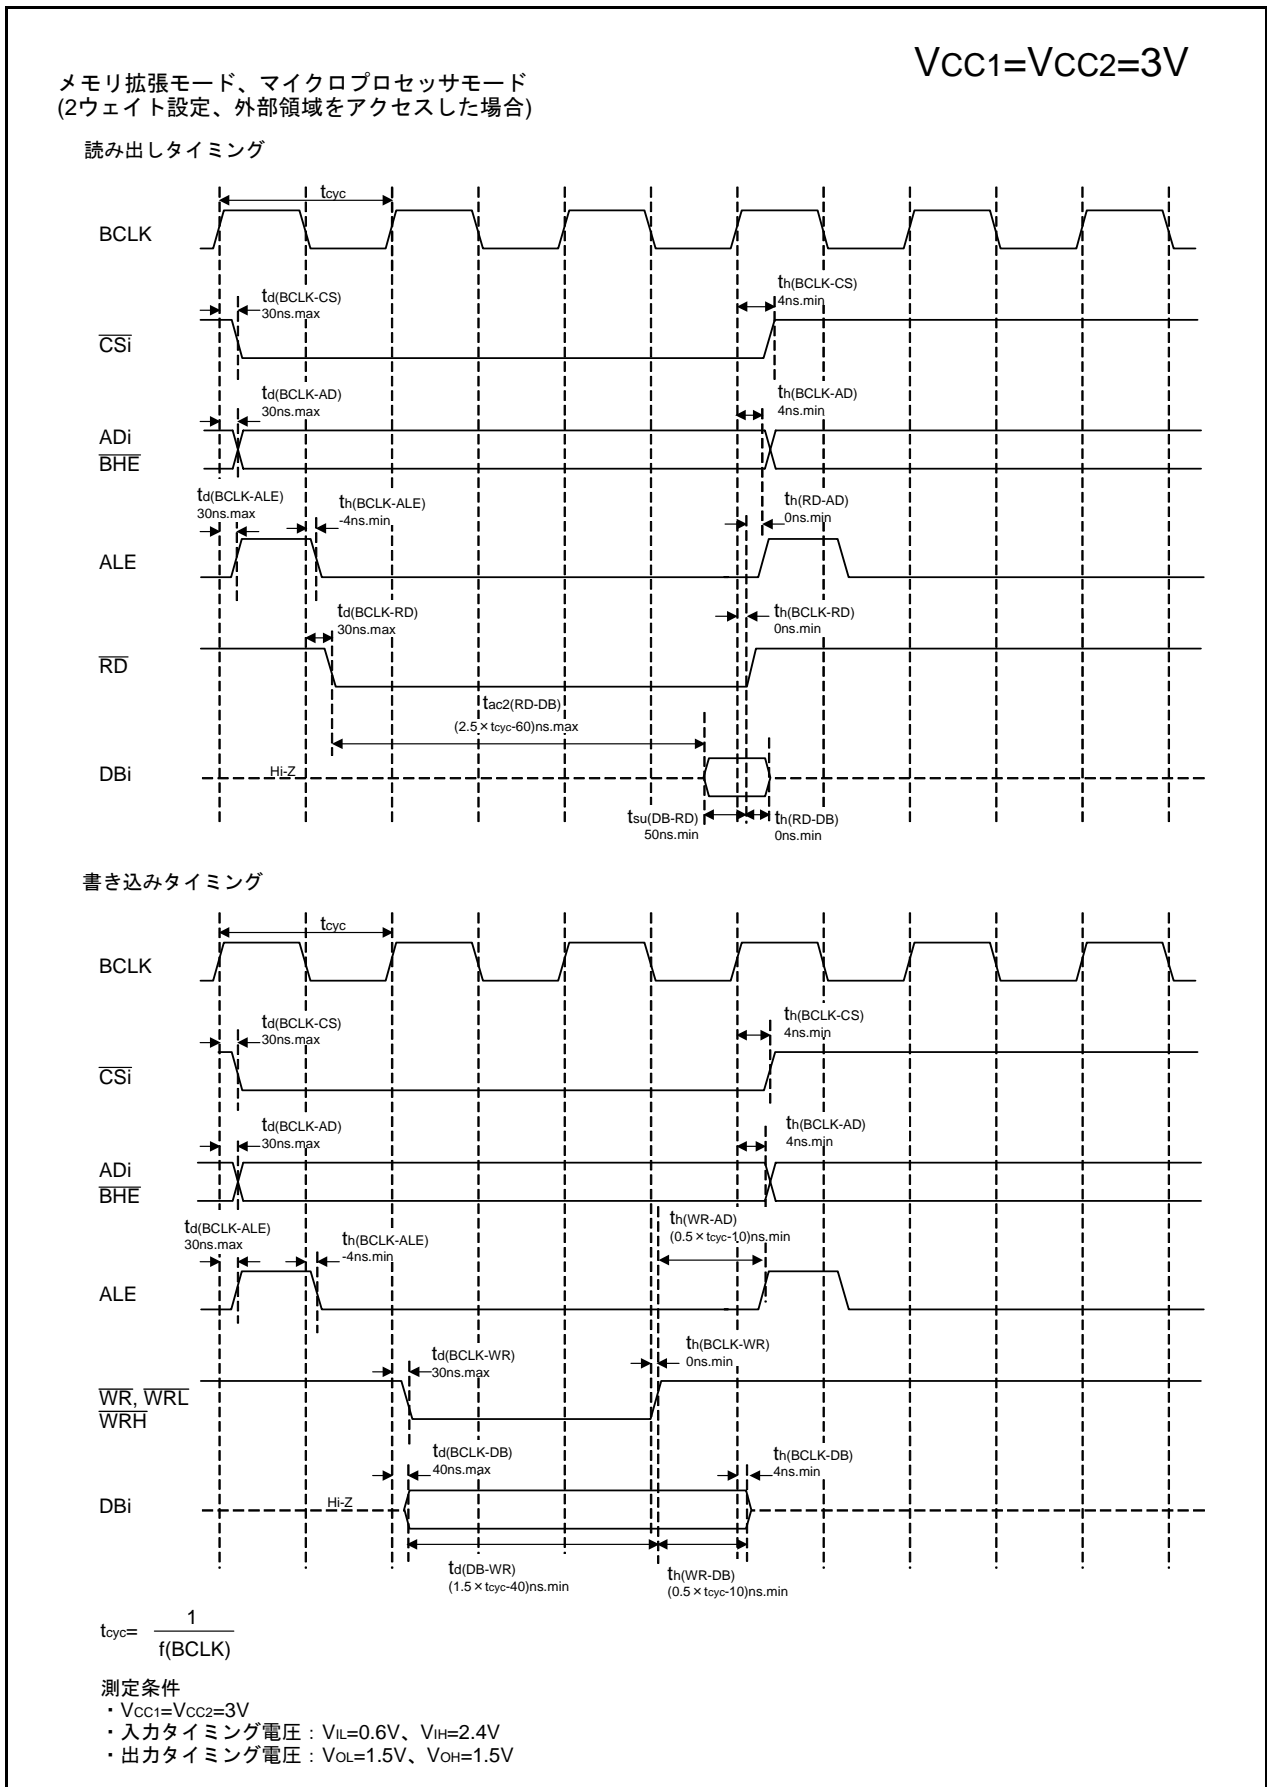 VCC1=VCC2=3V
メモリ拡張モード、マイクロプロセッサモード
(2ウェイト設定、外部領域をアクセスした場合)
読み出しタイミング
tcyc
BCLK
td(BCLK-CS)
30ns.max
th(BCLK-CS)
4ns.min
CSi
td(BCLK-AD)
30ns.max
th(BCLK-AD)
4ns.min
ADi
BHE
td(BCLK-ALE)
30ns.max
th(BCLK-ALE)
-4ns.min
th(RD-AD)
0ns.min
ALE
td(BCLK-RD)
30ns.max
th(BCLK-RD)
0ns.min
RD
tac2(RD-DB)
(2.5×tcyc-60)ns.max
DBi
Hi-Z
tsu(DB-RD)
50ns.min
th(RD-DB)
0ns.min
書き込みタイミング
tcyc
BCLK
td(BCLK-CS)
30ns.max
th(BCLK-CS)
4ns.min
CSi
td(BCLK-AD)
30ns.max
th(BCLK-AD)
4ns.min
ADi
BHE
td(BCLK-ALE)
30ns.max
th(BCLK-ALE)
-4ns.min
th(WR-AD)
(0.5×tcyc-10)ns.min
ALE
td(BCLK-WR)
30ns.max
th(BCLK-WR)
0ns.min
WR, WRL
WRH
td(BCLK-DB)
40ns.max
th(BCLK-DB)
4ns.min
DBi
Hi-Z
td(DB-WR)
(1.5×tcyc-40)ns.min
th(WR-DB)
(0.5×tcyc-10)ns.min
tcyc= 1
f(BCLK)
測定条件
・VCC1=VCC2=3V
・入力タイミング電圧：VIL=0.6V、VIH=2.4V
・出力タイミング電圧：VOL=1.5V、VOH=1.5V